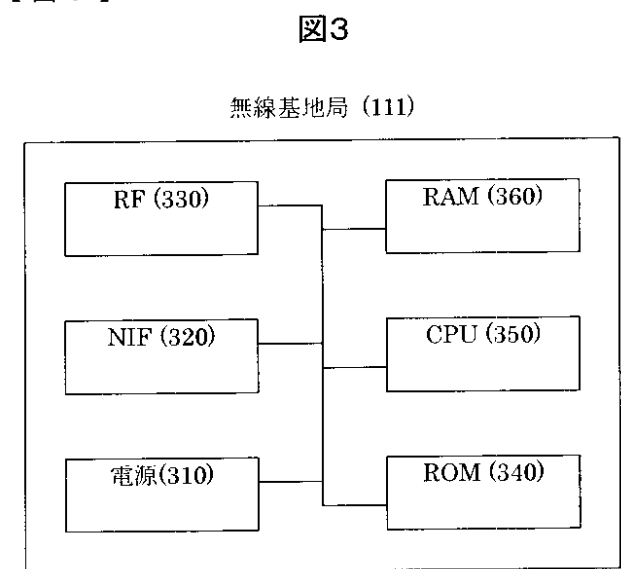 図3
無線基地局 (111)
RF (330)
RAM (360)
NIF (320)
CPU (350)
電源(310)
ROM (340)